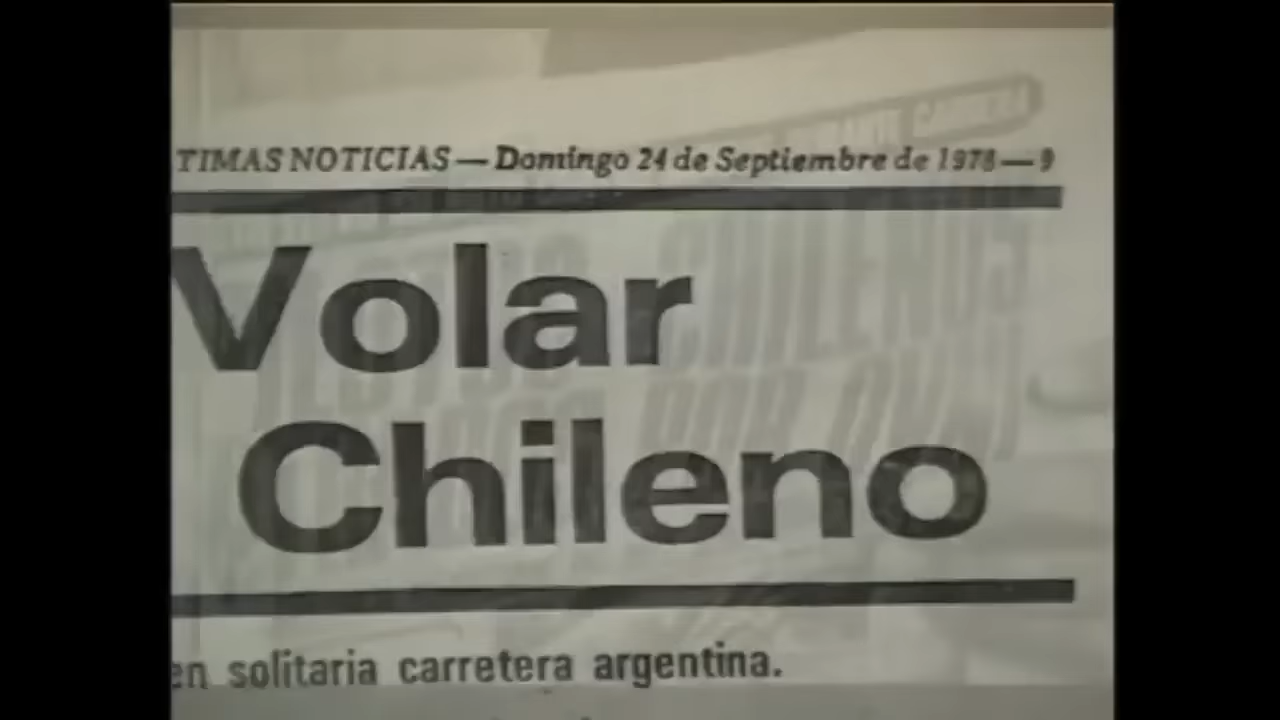 TIMAS NOTICIAS — Domingo 24 de Septiembre de 1978 — 9
Volar
Chileno
en solitaria carretera argentina.